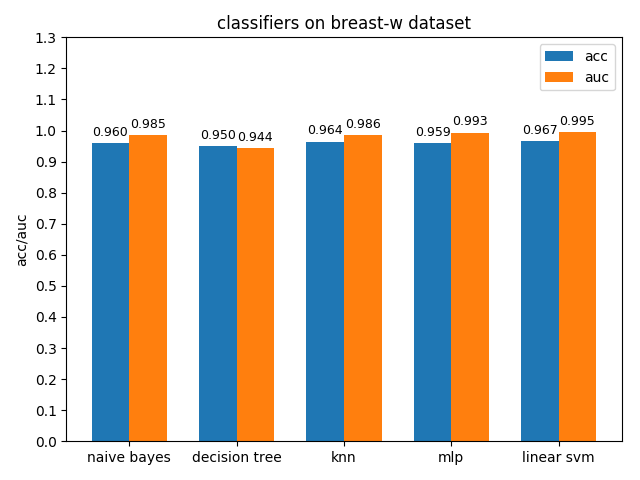 classifiers on breast-w dataset
acc
auc
acc/auc
1.3
1.2
1.1
1.0
0.9
0.8
0.7
0.6
0.5
0.4
0.3
0.2
0.1
0.0
0.960 0.985 0.950 0.944 0.964 0.986 0.959 0.993 0.967 0.995
naive bayes decision tree knn mlp linear svm